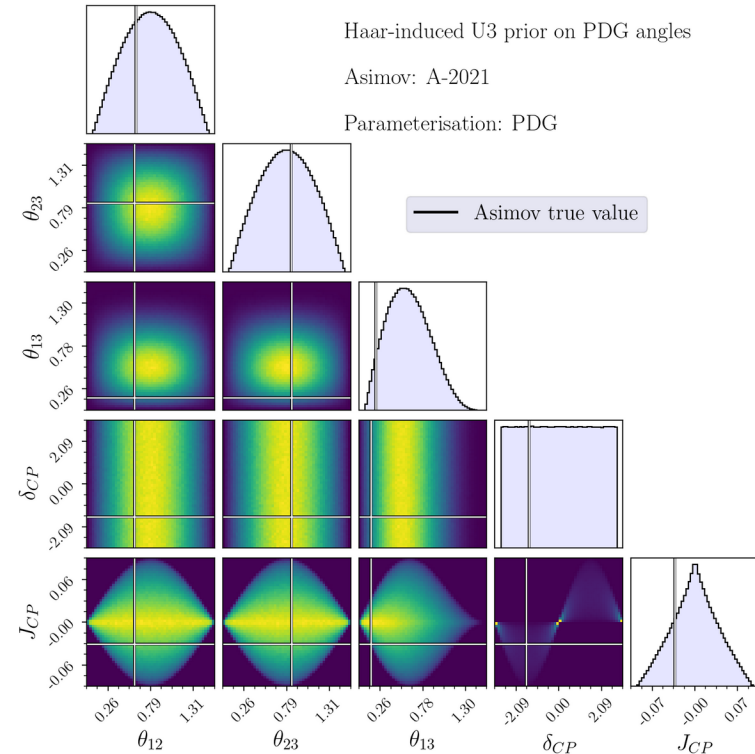 Haar-induced U3 prior on PDG angles
Asimov: A-2021
Parameterisation: PDG
Asimov true value
θ23
1.31
0.79
0.26
θ13
1.30
0.78
0.26
δCP
2.09
0.00
-2.09
JCP
0.06
-0.00
-0.06
0.26 0.79 1.31
θ12
0.26 0.79 1.31
θ23
0.26 0.78 1.30
θ13
-2.09 0.00 2.09
δCP
-0.07 -0.00 0.07
JCP